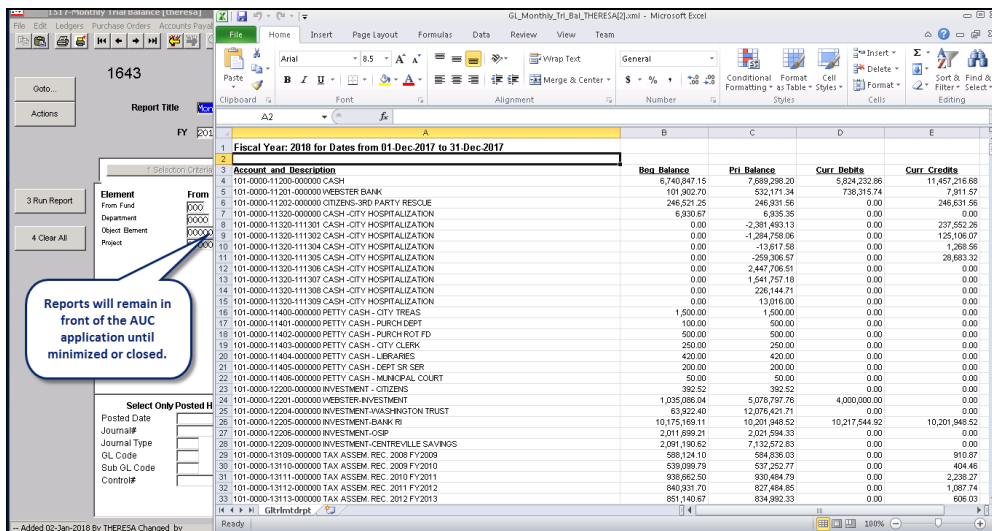 1517-Monthly Trial Balance [theresa]
File Edit Ledgers Purchase Orders Accounts Payab
1643
Goto...
Actions
3 Run Report
4 Clear All
Report Title
FY 201
1 Selection Criteria
Element From
From Fund 000
Department 0000
Object Element 00000
Project
Reports will remain in
front of the AUC
application until
minimized or closed.
Select Only Posted H
Posted Date
Journal#
Journal Type
GL Code
Sub GL Code
Control#
-- Added 02-Jan-2018 By THERESA Changed by
GL_Monthly_Tri_Bal_THERESA[2].xml - Microsoft Excel
File Home Insert Page Layout Formulas Data Review View Team
Paste
Clipboard
Arial 8.5
B I U
Font
Wrap Text
Merge & Center
Alignment
General
$ % ,
Number
Conditional Formatting
Format as Table
Cell Styles
Styles
Insert
Delete
Format
Cells
Sort & Filter
Find & Select
Editing
A2 fx
A B C D E
1 Fiscal Year: 2018 for Dates from 01-Dec-2017 to 31-Dec-2017
2
3 Account and Description Beg Balance Pri Balance Curr Debits Curr Credits
4 101-0000-11200-000000 CASH 6,740,847.15 7,689,298.20 5,824,232.86 11,457,216.68
5 101-0000-11201-000000 WEBSTER BANK 101,902.70 532,171.34 738,315.74 7,911.57
6 101-0000-11202-000000 CITIZENS-3RD PARTY RESCUE 246,521.25 246,931.56 0.00 246,631.56
7 101-0000-11320-000000 CASH -CITY HOSPITALIZATION 6,930.67 6,935.35 0.00 0.00
8 101-0000-11320-111301 CASH -CITY HOSPITALIZATION 0.00 -2,381,493.13 0.00 237,552.26
9 101-0000-11320-111302 CASH -CITY HOSPITALIZATION 0.00 -1,284,758.06 0.00 125,106.07
10 101-0000-11320-111304 CASH -CITY HOSPITALIZATION 0.00 -13,617.58 0.00 1,268.56
11 101-0000-11320-111305 CASH -CITY HOSPITALIZATION 0.00 -259,306.57 0.00 28,683.32
12 101-0000-11320-111306 CASH -CITY HOSPITALIZATION 0.00 2,447,706.51 0.00 0.00
13 101-0000-11320-111307 CASH -CITY HOSPITALIZATION 0.00 1,541,757.18 0.00 0.00
14 101-0000-11320-111308 CASH -CITY HOSPITALIZATION 0.00 226,144.71 0.00 0.00
15 101-0000-11320-111309 CASH -CITY HOSPITALIZATION 0.00 13,016.00 0.00 0.00
16 101-0000-11400-000000 PETTY CASH - CITY TREAS 1,500.00 1,500.00 0.00 0.00
17 101-0000-11401-000000 PETTY CASH - PURCH DEPT 100.00 500.00 0.00 0.00
18 101-0000-11402-000000 PETTY CASH - PURCH ROT FD 500.00 500.00 0.00 0.00
19 101-0000-11403-000000 PETTY CASH - CITY CLERK 250.00 250.00 0.00 0.00
20 101-0000-11404-000000 PETTY CASH - LIBRARIES 420.00 420.00 0.00 0.00
21 101-0000-11405-000000 PETTY CASH - DEPT SR SER 200.00 200.00 0.00 0.00
22 101-0000-11406-000000 PETTY CASH - MUNICIPAL COURT 50.00 50.00 0.00 0.00
23 101-0000-12200-000000 INVESTMENT - CITIZENS 392.52 392.52 0.00 0.00
24 101-0000-12201-000000 WEBSTER-INVESTMENT 1,035,086.04 5,078,797.76 4,000,000.00 0.00
25 101-0000-12204-000000 INVESTMENT-WASHINGTON TRUST 63,922.40 12,076,421.71 0.00 0.00
26 101-0000-12205-000000 INVESTMENT-BANK RI 10,175,169.11 10,201,948.52 10,217,544.92 10,201,948.52
27 101-0000-12206-000000 INVESTMENT-OSIP 2,011,699.21 2,021,594.33 0.00 0.00
28 101-0000-12209-000000 INVESTMENT-CENTREVILLE SAVINGS 2,091,190.62 7,132,572.83 0.00 0.00
29 101-0000-13109-000000 TAX ASSEM. REC. 2008 FY2009 588,124.10 584,836.03 0.00 910.87
30 101-0000-13110-000000 TAX ASSEM. REC. 2009 FY2010 539,099.79 537,252.77 0.00 404.46
31 101-0000-13111-000000 TAX ASSEM. REC. 2010 FY2011 938,662.50 930,484.79 0.00 2,238.27
32 101-0000-13112-000000 TAX ASSEM. REC. 2011 FY2012 840,931.70 827,484.85 0.00 1,087.74
33 101-0000-13113-000000 TAX ASSEM. REC. 2012 FY2013 851,140.67 834,992.33 0.00 606.03
Gltrlmtdrpt
Ready 100%